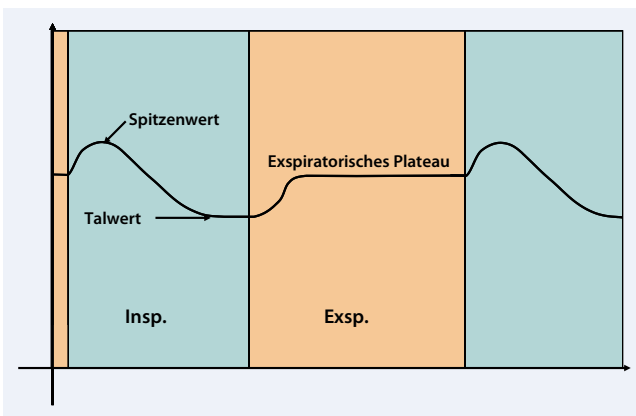 Spitzenwert
Exspiratorisches Plateau
Talwert
Insp.
Exsp.